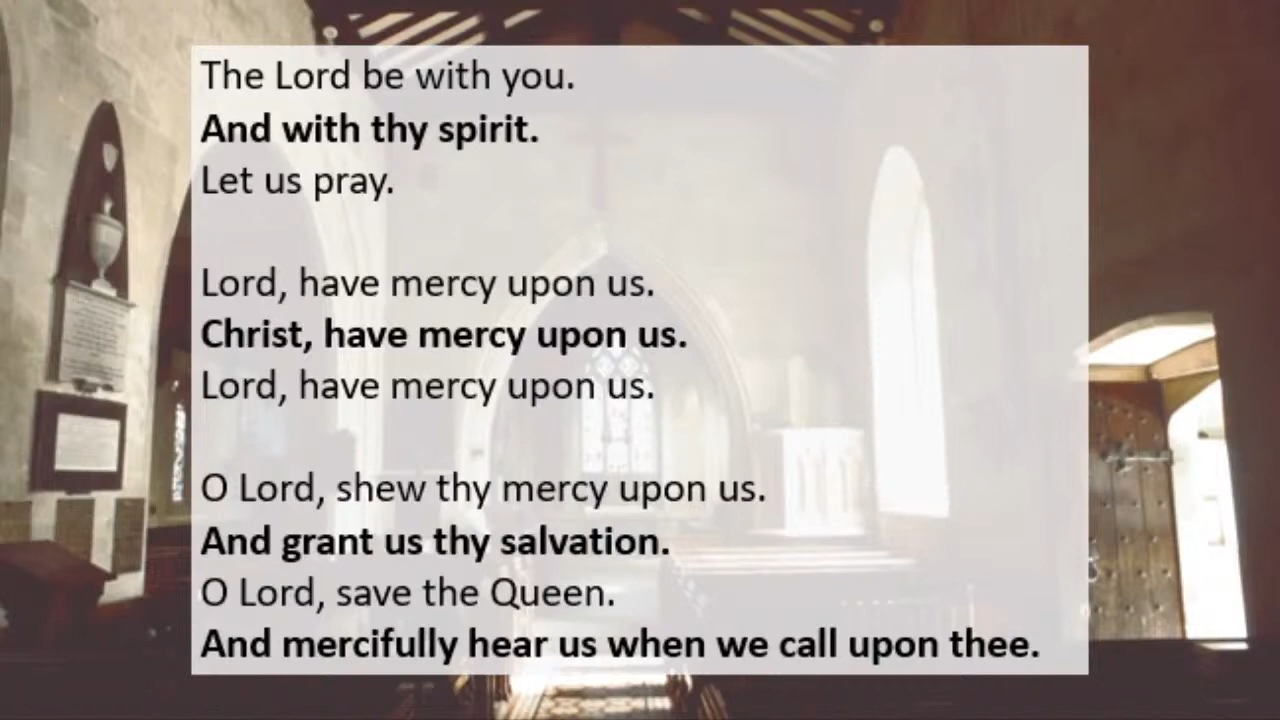 The Lord be with you.
And with thy spirit.
Let us pray.
Lord, have mercy upon us.
Christ, have mercy upon us.
Lord, have mercy upon us.
O Lord, shew thy mercy upon us.
And grant us thy salvation.
O Lord, save the Queen.
And mercifully hear us when we call upon thee.